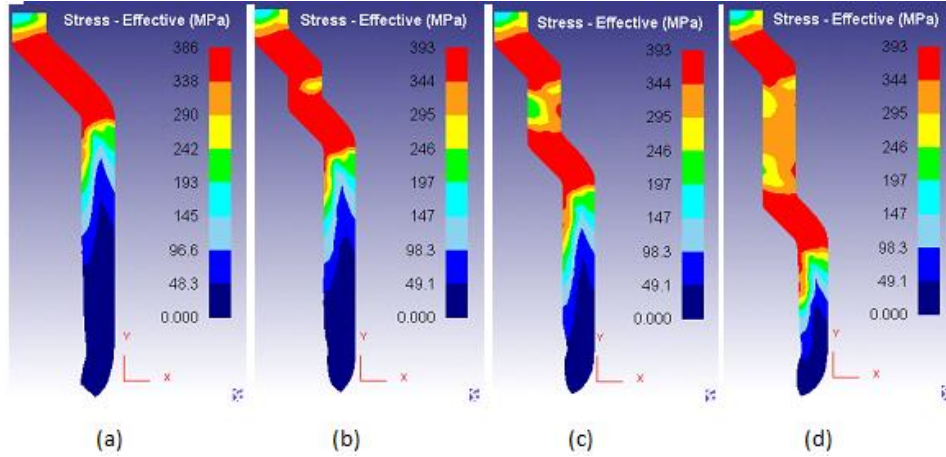 Stress - Effective (MPa)
386
338
290
242
193
145
96.6
48.3
0.000
Y
X
(a)
Stress - Effective (MPa)
393
344
295
246
197
147
98.3
49.1
0.000
Y
X
(b)
Stress - Effective (MPa)
393
344
295
246
197
147
98.3
49.1
0.000
Y
X
(c)
Stress - Effective (MPa)
393
344
295
246
197
147
98.3
49.1
0.000
Y
X
(d)